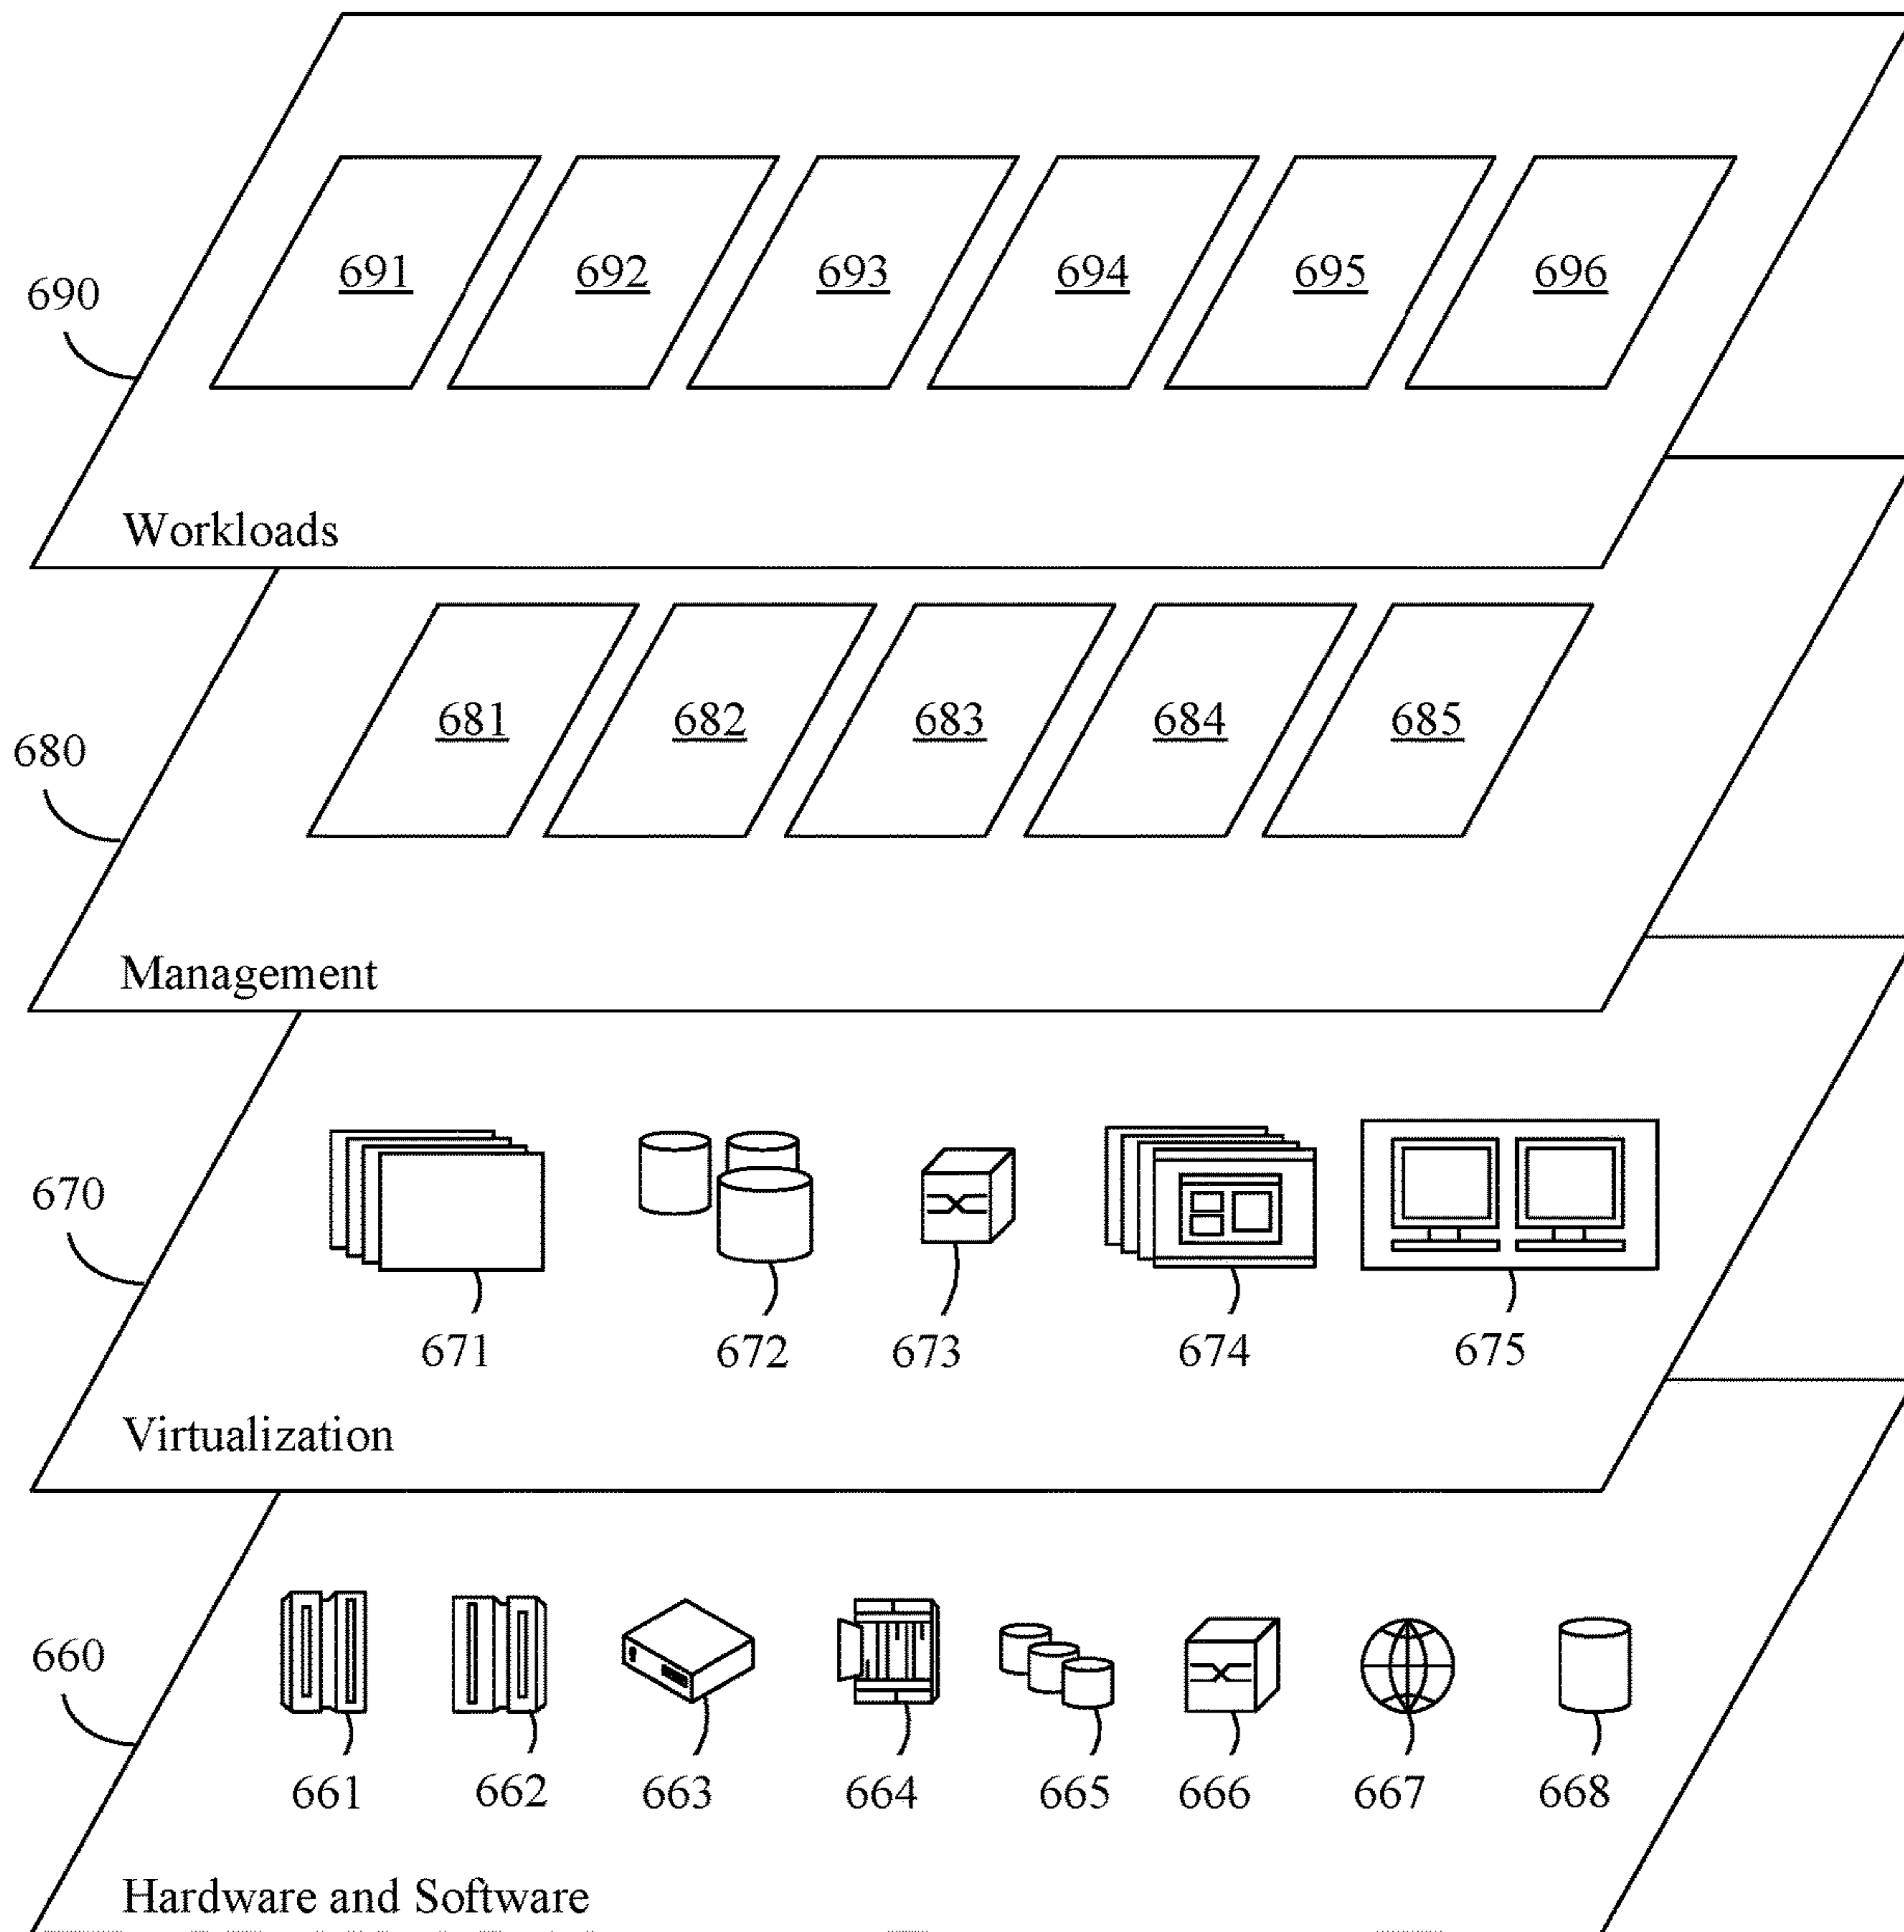 691 692 693 694 695 696
690
Workloads
681 682 683 684 685
680
Management
670
671 672 673 674 675
Virtualization
660
661 662 663 664 665 666 667 668
Hardware and Software